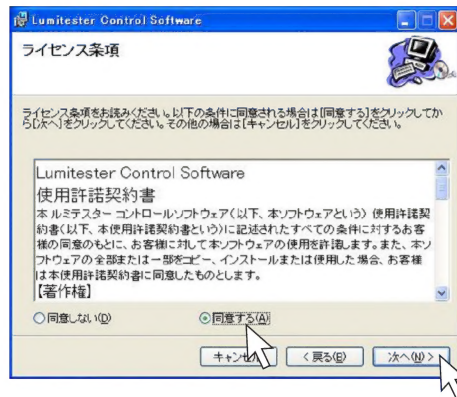 Lumitester Control Software
ライセンス条項
ライセンス条項をお読みください。以下の条件に同意される場合は[同意する]をクリックしてか
ら[次へ]をクリックしてください。その他の場合は[キャンセル]をクリックしてください。
Lumitester Control Software
使用許諾契約書
本 ルミテスター コントロールソフトウェア(以下、本ソフトウェアという) 使用許諾契
約書(以下、本使用許諾契約書という)に記述されたすべての条件に対するお客
様の同意のもとに、お客様に対して本ソフトウェアの使用を許諾します。また、本ソ
フトウェアの全部または一部をコピー、インストールまたは使用した場合、お客様
は本使用許諾契約書に同意したものとします。
【著作権】
同意しない(D) 同意する(A)
キャンセル < 戻る(B) 次へ(N) >